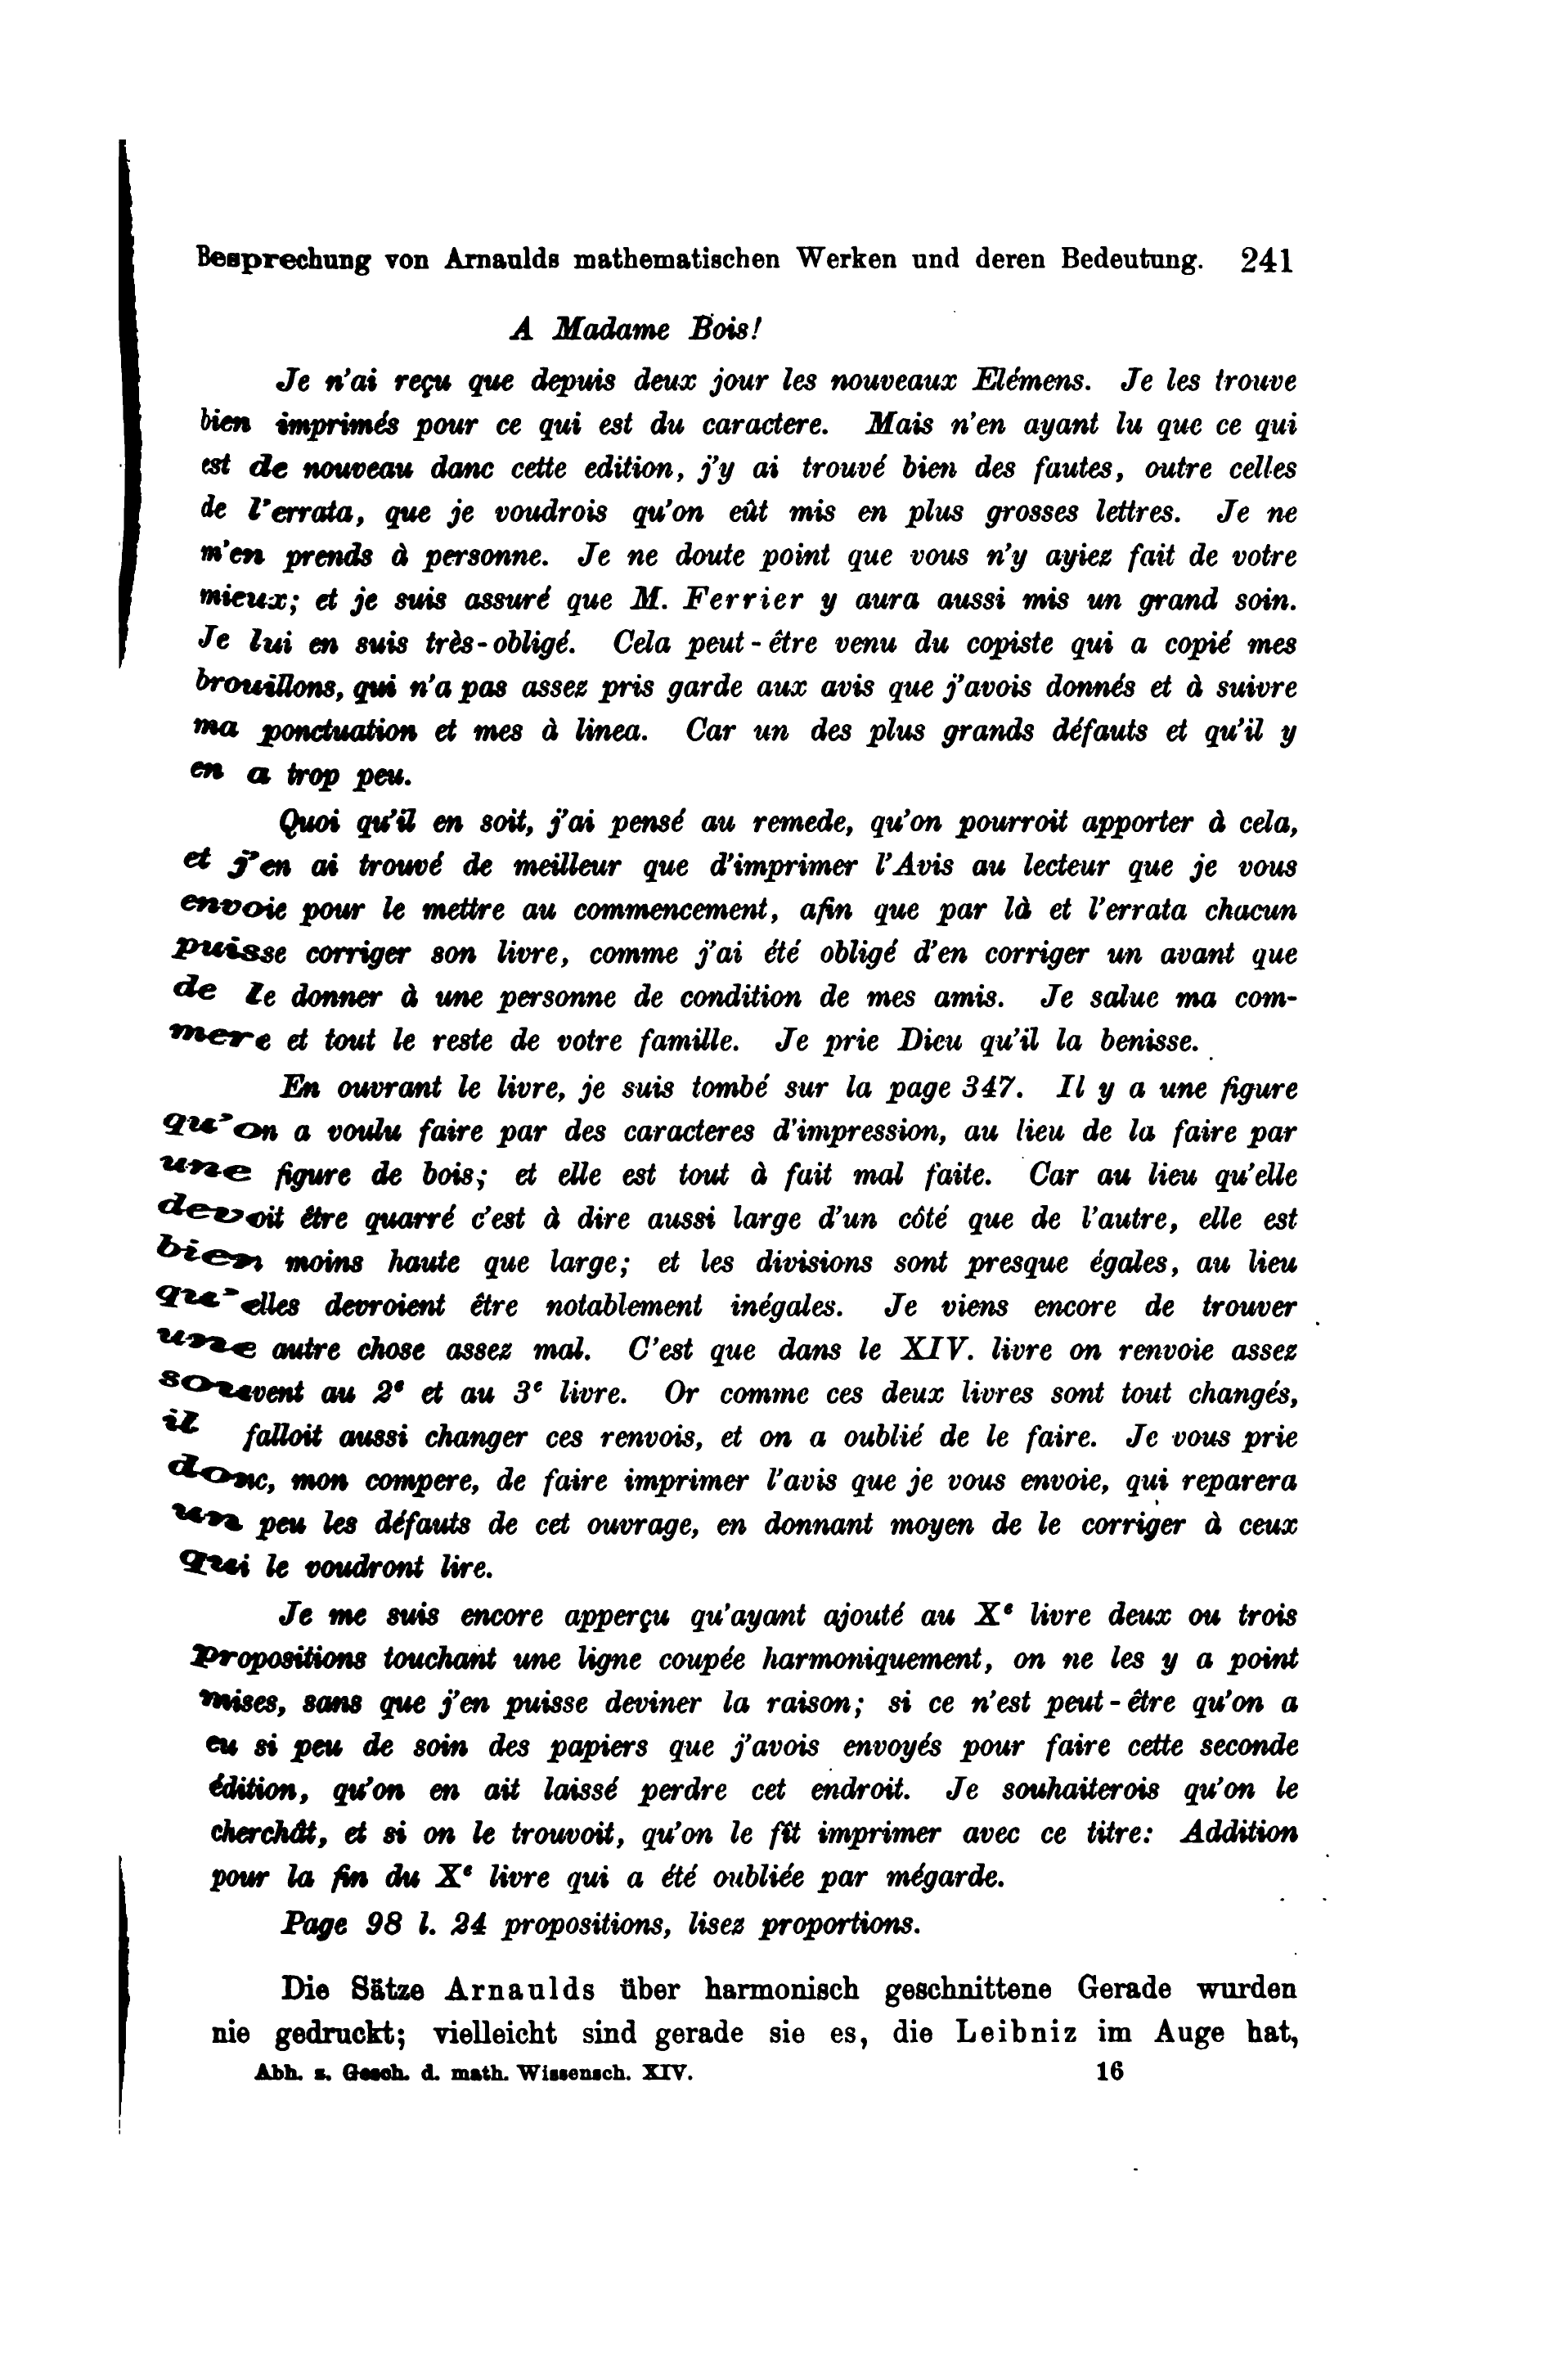 Besprechung von Arnaulds mathematischen Werken und deren Bedeutung. 241
A Madame Bois!
Je n'ai reçu que depuis deux jour les nouveaux Elémens. Je les trouve
bien imprimés pour ce qui est du caractere. Mais n'en ayant lu que ce qui
est de nouveau danc cette edition, j'y ai trouvé bien des fautes, outre celles
de l'errata, que je voudrois qu'on eût mis en plus grosses lettres. Je ne
m'en prends à personne. Je ne doute point que vous n'y ayiez fait de votre
mieux; et je suis assuré que M. Ferrier y aura aussi mis un grand soin.
Je lui en suis très-obligé. Cela peut-être venu du copiste qui a copié mes
brouillons, qui n'a pas assez pris garde aux avis que j'avois donnés et à suivre
ma ponctuation et mes à linea. Car un des plus grands défauts et qu'il y
en a trop peu.
Quoi qu'il en soit, j'ai pensé au remede, qu'on pourroit apporter à cela,
et j'en ai trouvé de meilleur que d'imprimer l'Avis au lecteur que je vous
envoie pour le mettre au commencement, afin que par là et l'errata chacun
puisse corriger son livre, comme j'ai été obligé d'en corriger un avant que
de le donner à une personne de condition de mes amis. Je salue ma com-
mere et tout le reste de votre famille. Je prie Dieu qu'il la benisse.
En ouvrant le livre, je suis tombé sur la page 347. Il y a une figure
qu'on a voulu faire par des caracteres d'impression, au lieu de la faire par
une figure de bois; et elle est tout à fait mal faite. Car au lieu qu'elle
devoit être quarré c'est à dire aussi large d'un côté que de l'autre, elle est
bien moins haute que large; et les divisions sont presque égales, au lieu
qu'elles devroient être notablement inégales. Je viens encore de trouver
une autre chose assez mal. C'est que dans le XIV. livre on renvoie assez
souvent au 2e et au 3e livre. Or comme ces deux livres sont tout changés,
il falloit aussi changer ces renvois, et on a oublié de le faire. Je vous prie
donc, mon compere, de faire imprimer l'avis que je vous envoie, qui reparera
un peu les défauts de cet ouvrage, en donnant moyen de le corriger à ceux
qui le voudront lire.
Je me suis encore apperçu qu'ayant ajouté au Xe livre deux ou trois
propositions touchant une ligne coupée harmoniquement, on ne les y a point
mises, sans que j'en puisse deviner la raison; si ce n'est peut-être qu'on a
eu si peu de soin des papiers que j'avois envoyés pour faire cette seconde
édition, qu'on en ait laissé perdre cet endroit. Je souhaiterois qu'on le
cherchât, et si on le trouvoit, qu'on le fît imprimer avec ce titre: Addition
pour la fin du Xe livre qui a été oubliée par mégarde.
Page 98 l. 24 propositions, lisez proportions.
Die Sätze Arnaulds über harmonisch geschnittene Gerade wurden
nie gedruckt; vielleicht sind gerade sie es, die Leibniz im Auge hat,
Abh. z. Gesch. d. math. Wissensch. XIV. 16